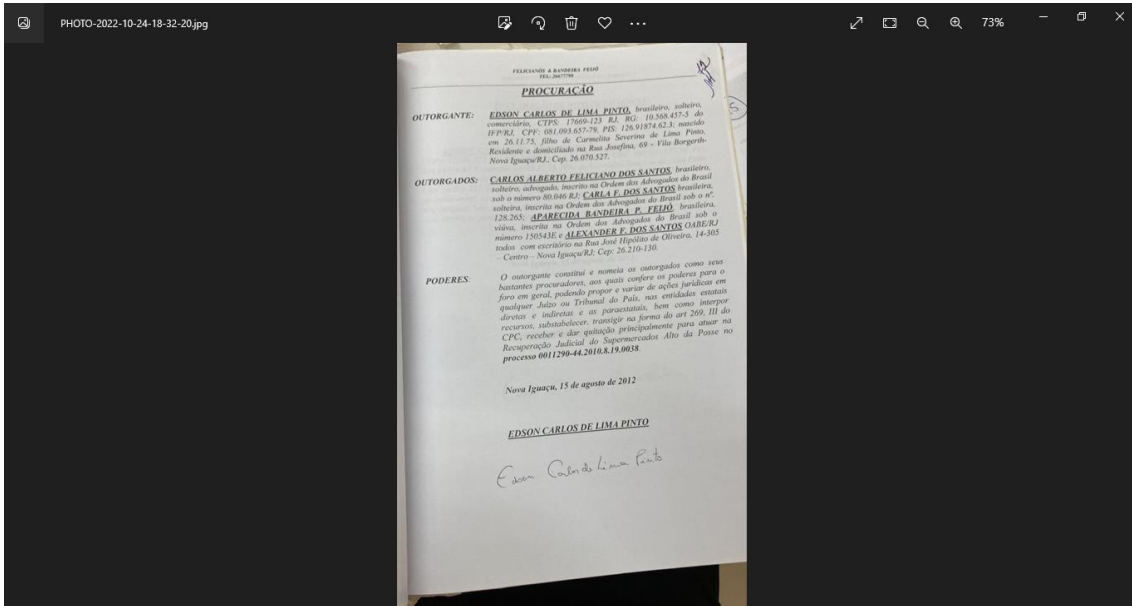 PHOTO-2022-10-24-18-32-20.jpg
73%
FELICIANOS & BANDEIRA FEIJÓ
TEL: 26677790
PROCURAÇÃO
OUTORGANTE: EDSON CARLOS DE LIMA PINTO, brasileiro, solteiro,
comerciário, CTPS: 17669-123 RJ, RG: 10.568.457-5 do
IFP/RJ, CPF: 081.093.657-79, PIS: 126.91874.62.3; nascido
em 26.11.75, filho de Carmelita Severina de Lima Pinto,
Residente e domiciliado na Rua Josefina, 69 - Vila Borgerth-
Nova Iguaçu/RJ., Cep. 26.070.527.
OUTORGADOS: CARLOS ALBERTO FELICIANO DOS SANTOS, brasileiro,
solteiro, advogado, inscrito na Ordem dos Advogados do Brasil
sob o número 80.046 RJ; CARLA F. DOS SANTOS brasileira,
solteira, inscrita na Ordem dos Advogados do Brasil sob o nº.
128.265; APARECIDA BANDEIRA P. FEIJÓ, brasileira,
viúva, inscrita na Ordem dos Advogados do Brasil sob o
número 150543E e ALEXANDER F. DOS SANTOS OABE/RJ
todos com escritório na Rua José Hipólito de Oliveira, 14-305
- Centro - Nova Iguaçu/RJ; Cep: 26.210-130.
PODERES: O outorgante constitui e nomeia os outorgados como seus
bastantes procuradores, aos quais confere os poderes para o
foro em geral, podendo propor e variar de ações jurídicas em
qualquer Juízo ou Tribunal do País, nas entidades estatais
diretas e indiretas e as paraestatais, bem como interpor
recursos, substabelecer, transigir na forma do art 269, III do
CPC, receber e dar quitação principalmente para atuar na
Recuperação Judicial do Supermercados Alto da Posse no
processo 0011290-44.2010.8.19.0038.
Nova Iguaçu, 15 de agosto de 2012
EDSON CARLOS DE LIMA PINTO
Edson Carlos de Lima Pinto